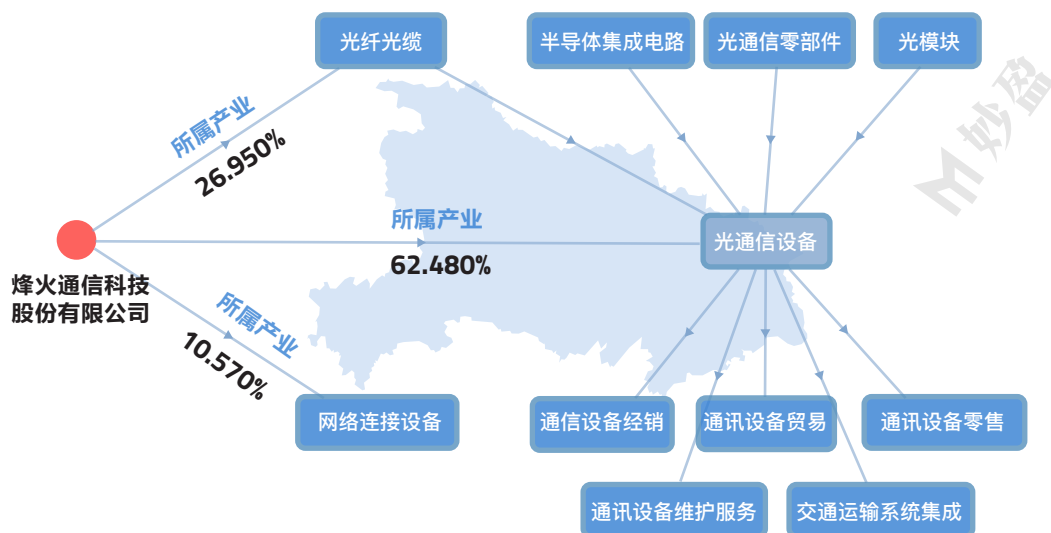 光纤光缆
半导体集成电路
光通信零部件
光模块
妙盈
所属产业
26.950%
所属产业
62.480%
光通信设备
烽火通信科技
股份有限公司
所属产业
10.570%
网络连接设备
通信设备经销
通讯设备贸易
通讯设备零售
通讯设备维护服务
交通运输系统集成